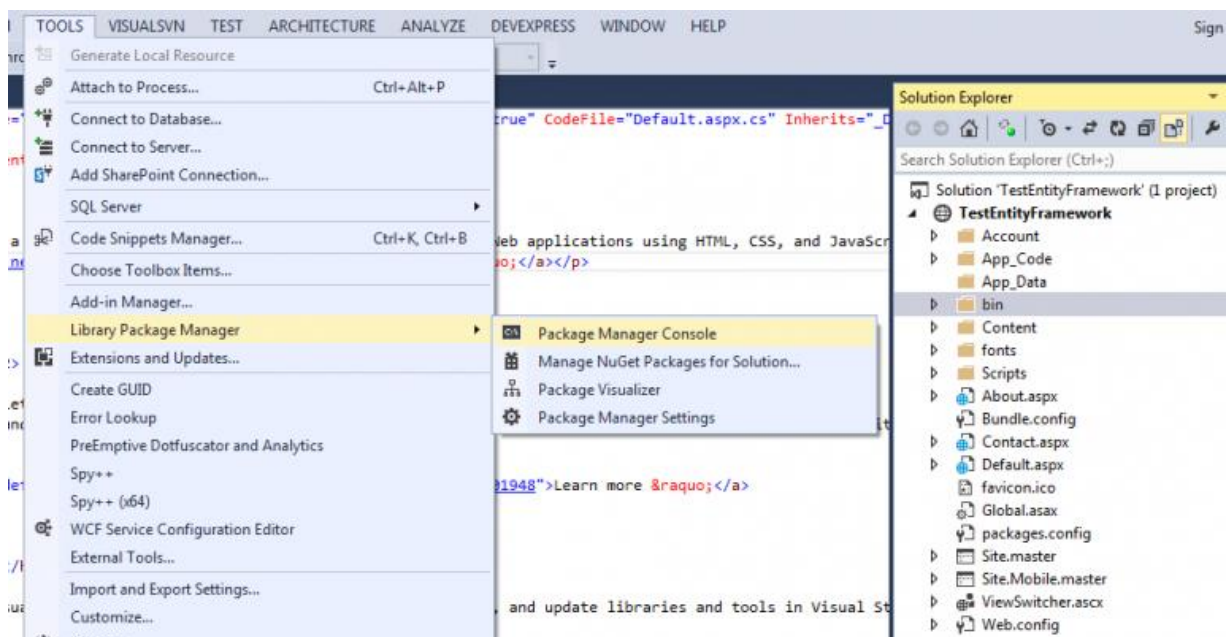 TOOLS VISUALSVN TEST ARCHITECTURE ANALYZE DEVEXPRESS WINDOW HELP Sign
Generate Local Resource
Attach to Process... Ctrl+Alt+P
Connect to Database...
Connect to Server...
Add SharePoint Connection...
SQL Server
Code Snippets Manager... Ctrl+K, Ctrl+B
Choose Toolbox Items...
Add-in Manager...
Library Package Manager
Extensions and Updates...
Create GUID
Error Lookup
PreEmptive Dotfuscator and Analytics
Spy++
Spy++ (x64)
WCF Service Configuration Editor
External Tools...
Import and Export Settings...
Customize...
Package Manager Console
Manage NuGet Packages for Solution...
Package Visualizer
Package Manager Settings
true" CodeFile="Default.aspx.cs" Inherits="_D
Web applications using HTML, CSS, and JavaScr
o;</a></p>
01948">Learn more &raquo;</a>
, and update libraries and tools in Visual St
Solution Explorer
Search Solution Explorer (Ctrl+;)
Solution 'TestEntityFramework' (1 project)
TestEntityFramework
Account
App_Code
App_Data
bin
Content
fonts
Scripts
About.aspx
Bundle.config
Contact.aspx
Default.aspx
favicon.ico
Global.asax
packages.config
Site.master
Site.Mobile.master
ViewSwitcher.ascx
Web.config